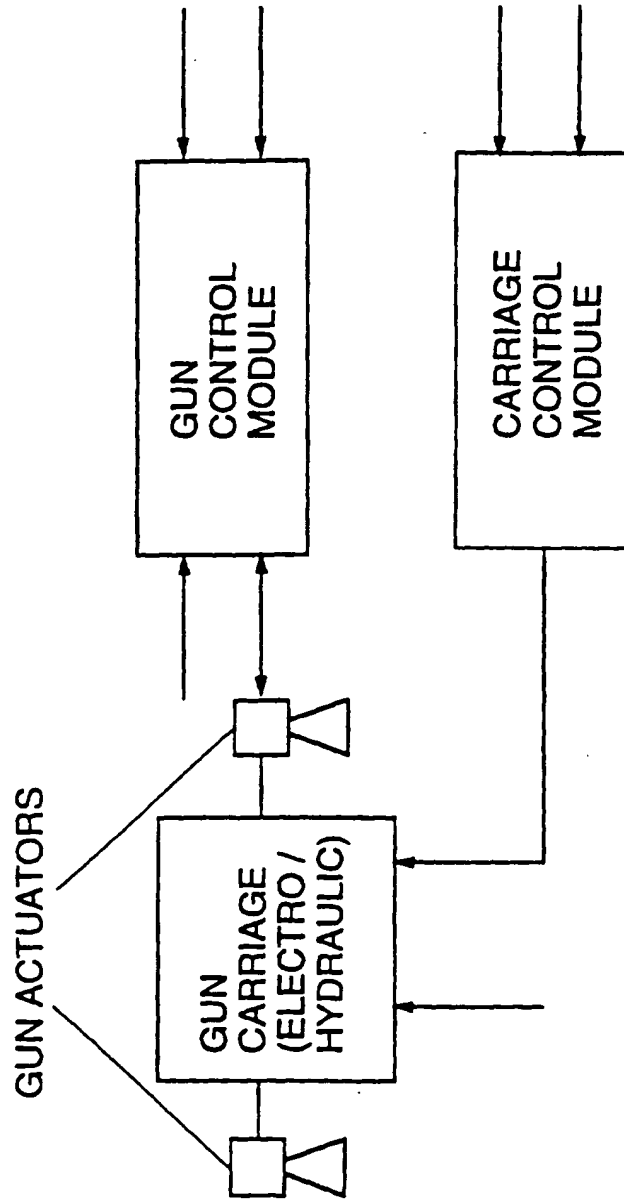 GUN ACTUATORS
GUN
CARRIAGE
(ELECTRO /
HYDRAULIC)
GUN
CONTROL
MODULE
CARRIAGE
CONTROL
MODULE